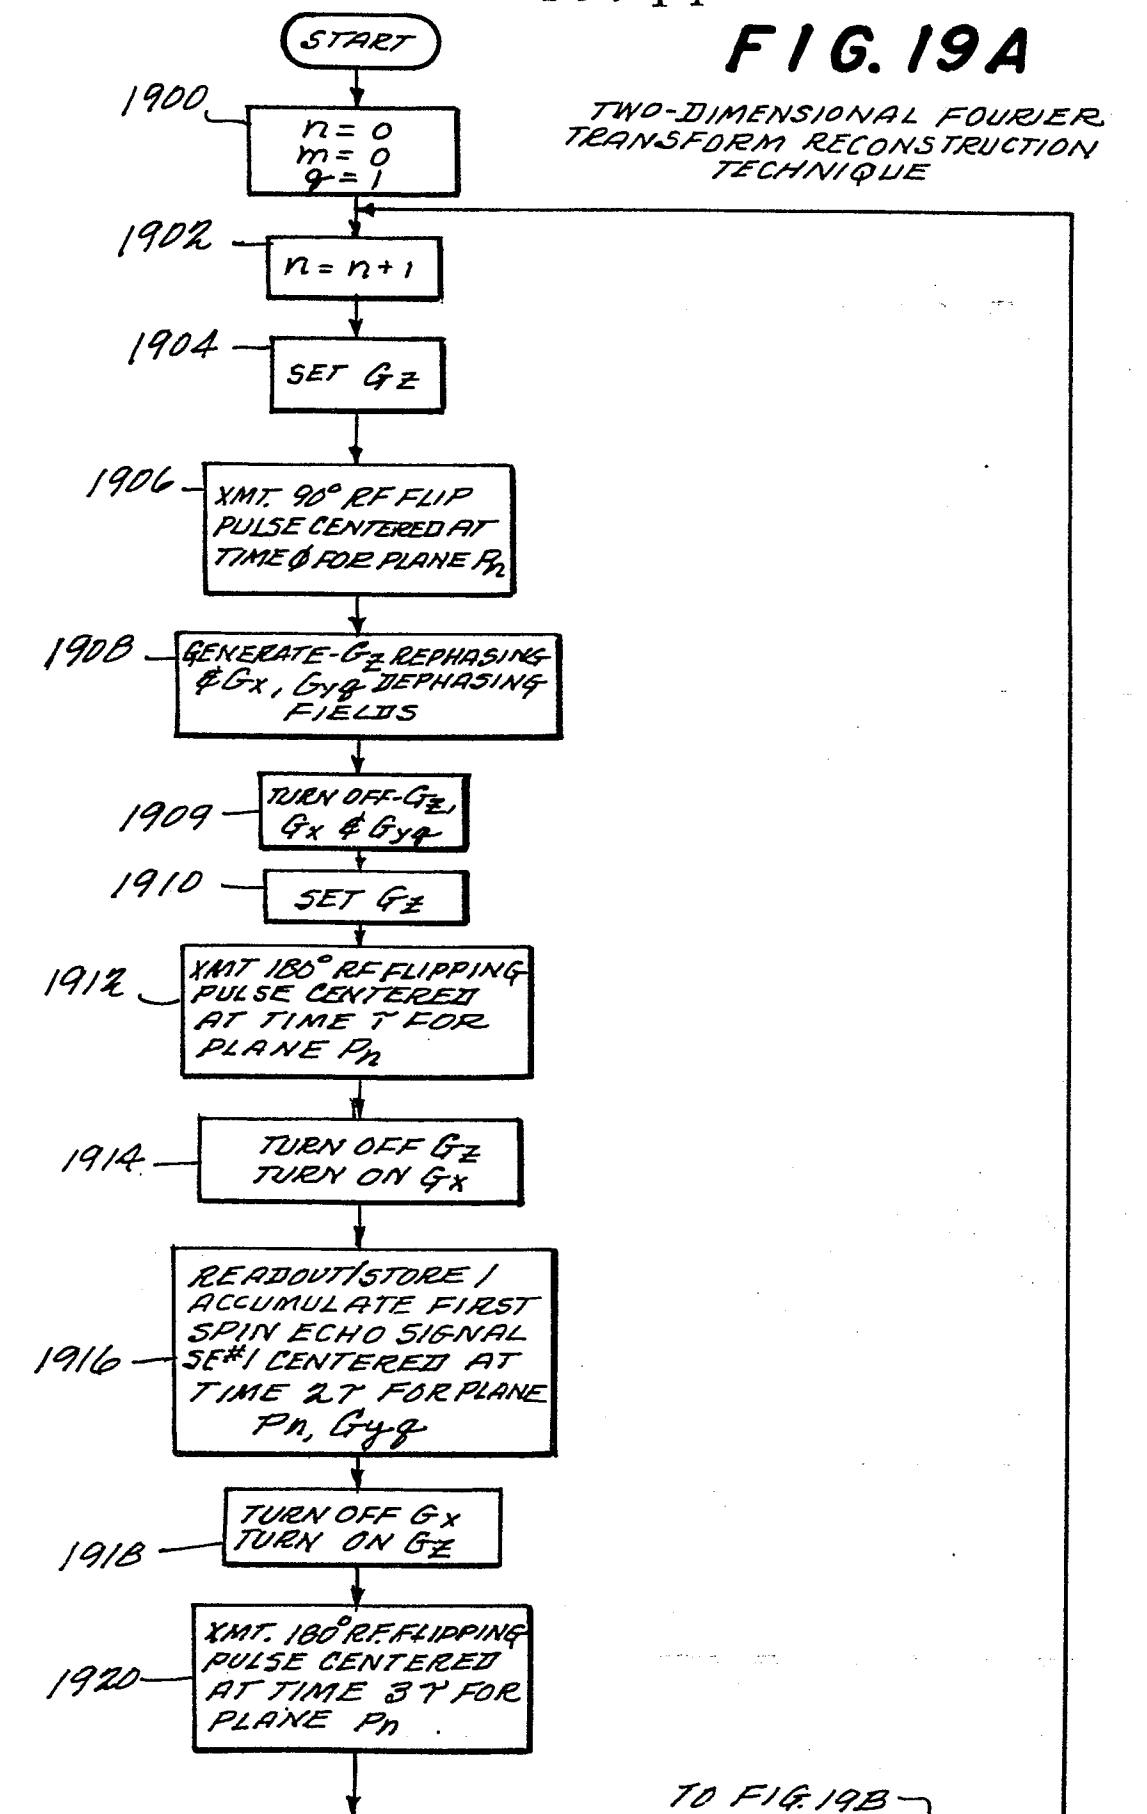 START
FIG. 19A
TWO-DIMENSIONAL FOURIER
TRANSFORM RECONSTRUCTION
TECHNIQUE
1900
n = 0
m = 0
q = 1
1902
n = n + 1
1904
SET Gz
1906
XMT. 90° RF FLIP
PULSE CENTERED AT
TIME φ FOR PLANE Pn
1908
GENERATE -Gz REPHASING
& Gx, Gyq DEPHASING
FIELDS
1909
TURN OFF -Gz,
Gx & Gyq
1910
SET Gz
1912
XMT 180° RF FLIPPING
PULSE CENTERED
AT TIME τ FOR
PLANE Pn
1914
TURN OFF Gz
TURN ON Gx
1916
READOUT/STORE/
ACCUMULATE FIRST
SPIN ECHO SIGNAL
SE#1 CENTERED AT
TIME 2τ FOR PLANE
Pn, Gyq
1918
TURN OFF Gx
TURN ON Gz
1920
XMT. 180° R.F. FLIPPING
PULSE CENTERED
AT TIME 3τ FOR
PLANE Pn
TO FIG. 19B